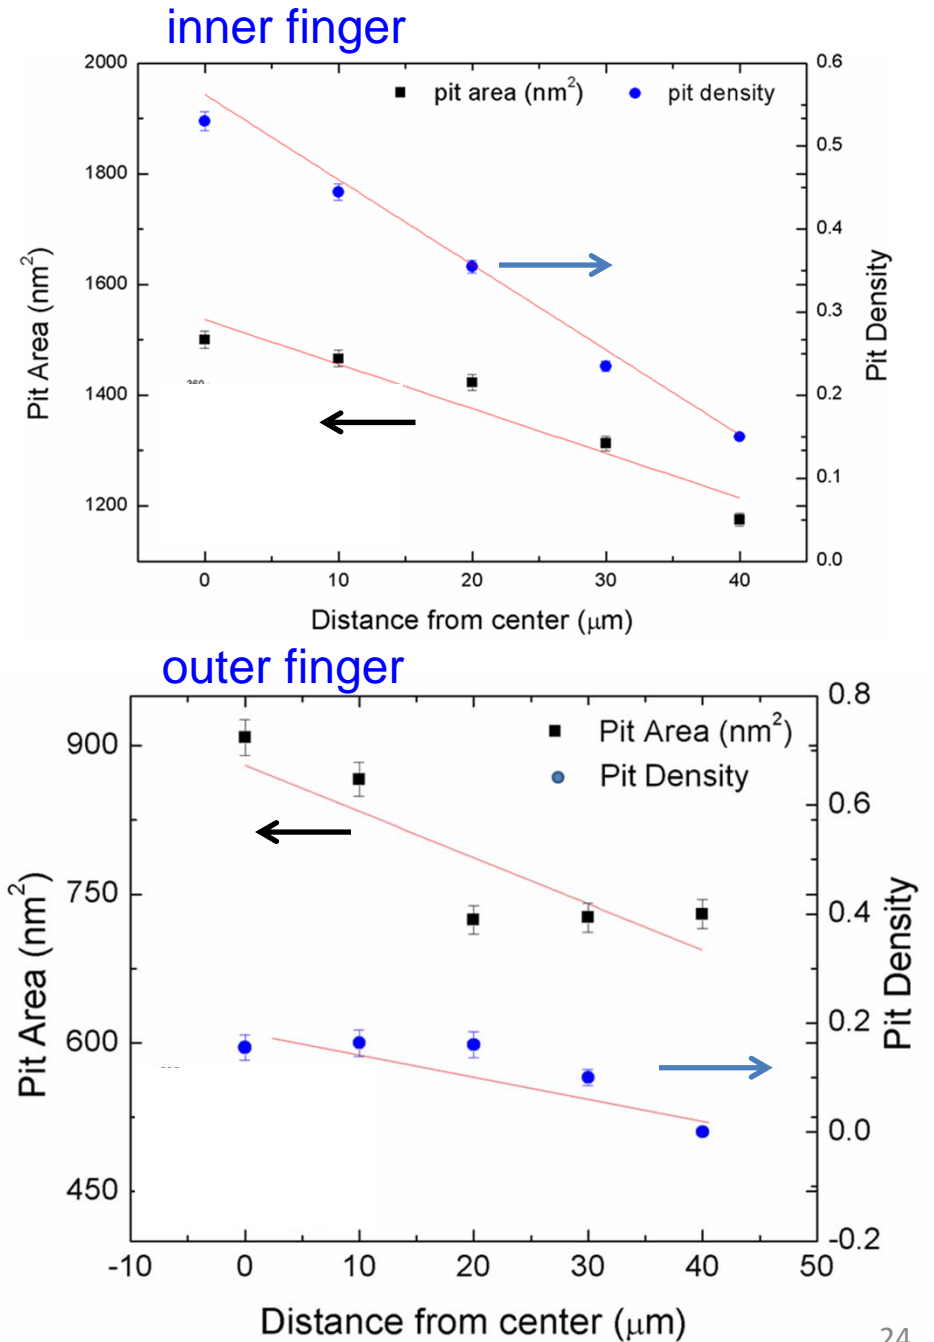 inner finger
pit area (nm²)
pit density
2000
1800
1600
1400
1200
0.6
0.5
0.4
0.3
0.2
0.1
0.0
Pit Area (nm²)
Pit Density
0 10 20 30 40
Distance from center (μm)
outer finger
Pit Area (nm²)
Pit Density
900
750
600
450
0.8
0.6
0.4
0.2
0.0
-0.2
Pit Area (nm²)
Pit Density
-10 0 10 20 30 40 50
Distance from center (μm)
24